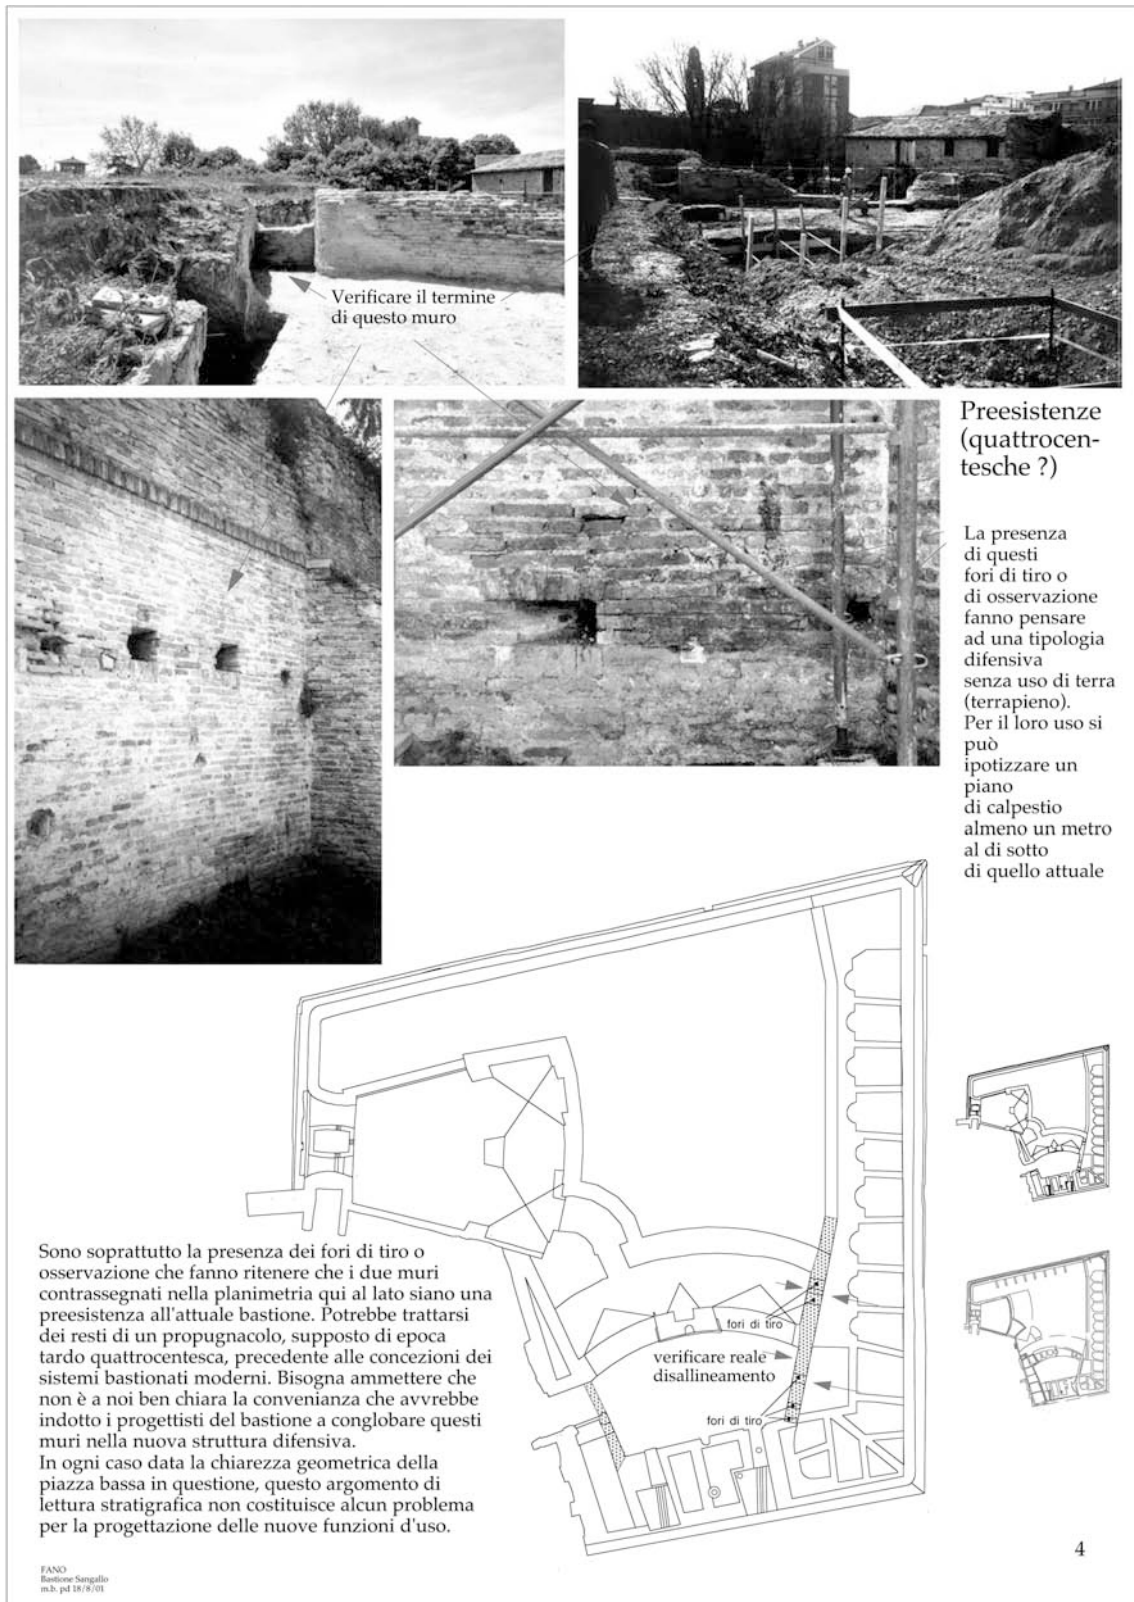 Verificare il termine
di questo muro
Preesistenze
(quattrocen-
tesche ?)
La presenza
di questi
fori di tiro o
di osservazione
fanno pensare
ad una tipologia
difensiva
senza uso di terra
(terrapieno).
Per il loro uso si
può
ipotizzare un
piano
di calpestio
almeno un metro
al di sotto
di quello attuale
fori di tiro
verificare reale
disallineamento
fori di tiro
Sono soprattutto la presenza dei fori di tiro o
osservazione che fanno ritenere che i due muri
contrassegnati nella planimetria qui al lato siano una
preesistenza all'attuale bastione. Potrebbe trattarsi
dei resti di un propugnacolo, supposto di epoca
tardo quattrocentesca, precedente alle concezioni dei
sistemi bastionati moderni. Bisogna ammettere che
non è a noi ben chiara la convenienza che avvrebbe
indotto i progettisti del bastione a conglobare questi
muri nella nuova struttura difensiva.
In ogni caso data la chiarezza geometrica della
piazza bassa in questione, questo argomento di
lettura stratigrafica non costituisce alcun problema
per la progettazione delle nuove funzioni d'uso.
4
FANO
Bastione Sangallo
m.b. pd 18/8/01